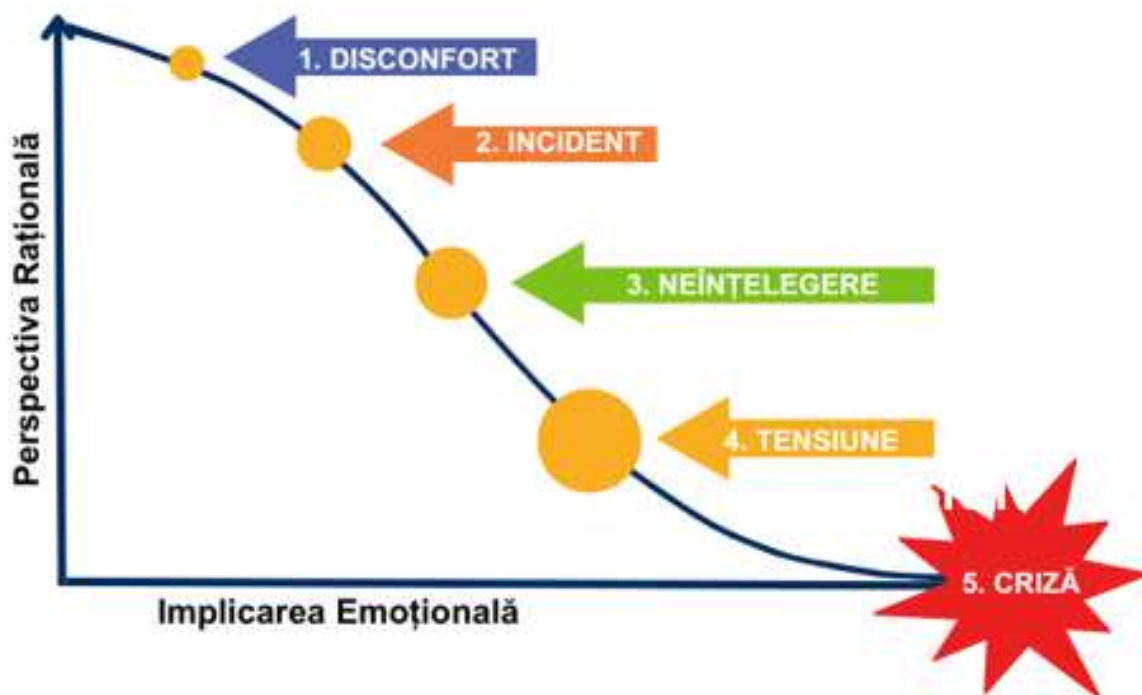 1. DISCONFORT
2. INCIDENT
3. NEÎNȚELEGERE
4. TENSIUNE
5. CRIZĂ
Perspectiva Rațională
Implicarea Emoțională